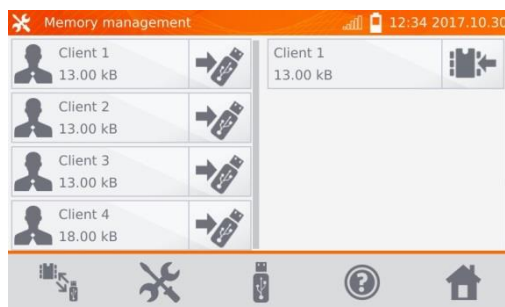 Memory management
12:34 2017.10.30
Client 1
13.00 kB
Client 2
13.00 kB
Client 3
13.00 kB
Client 4
18.00 kB
Client 1
13.00 kB